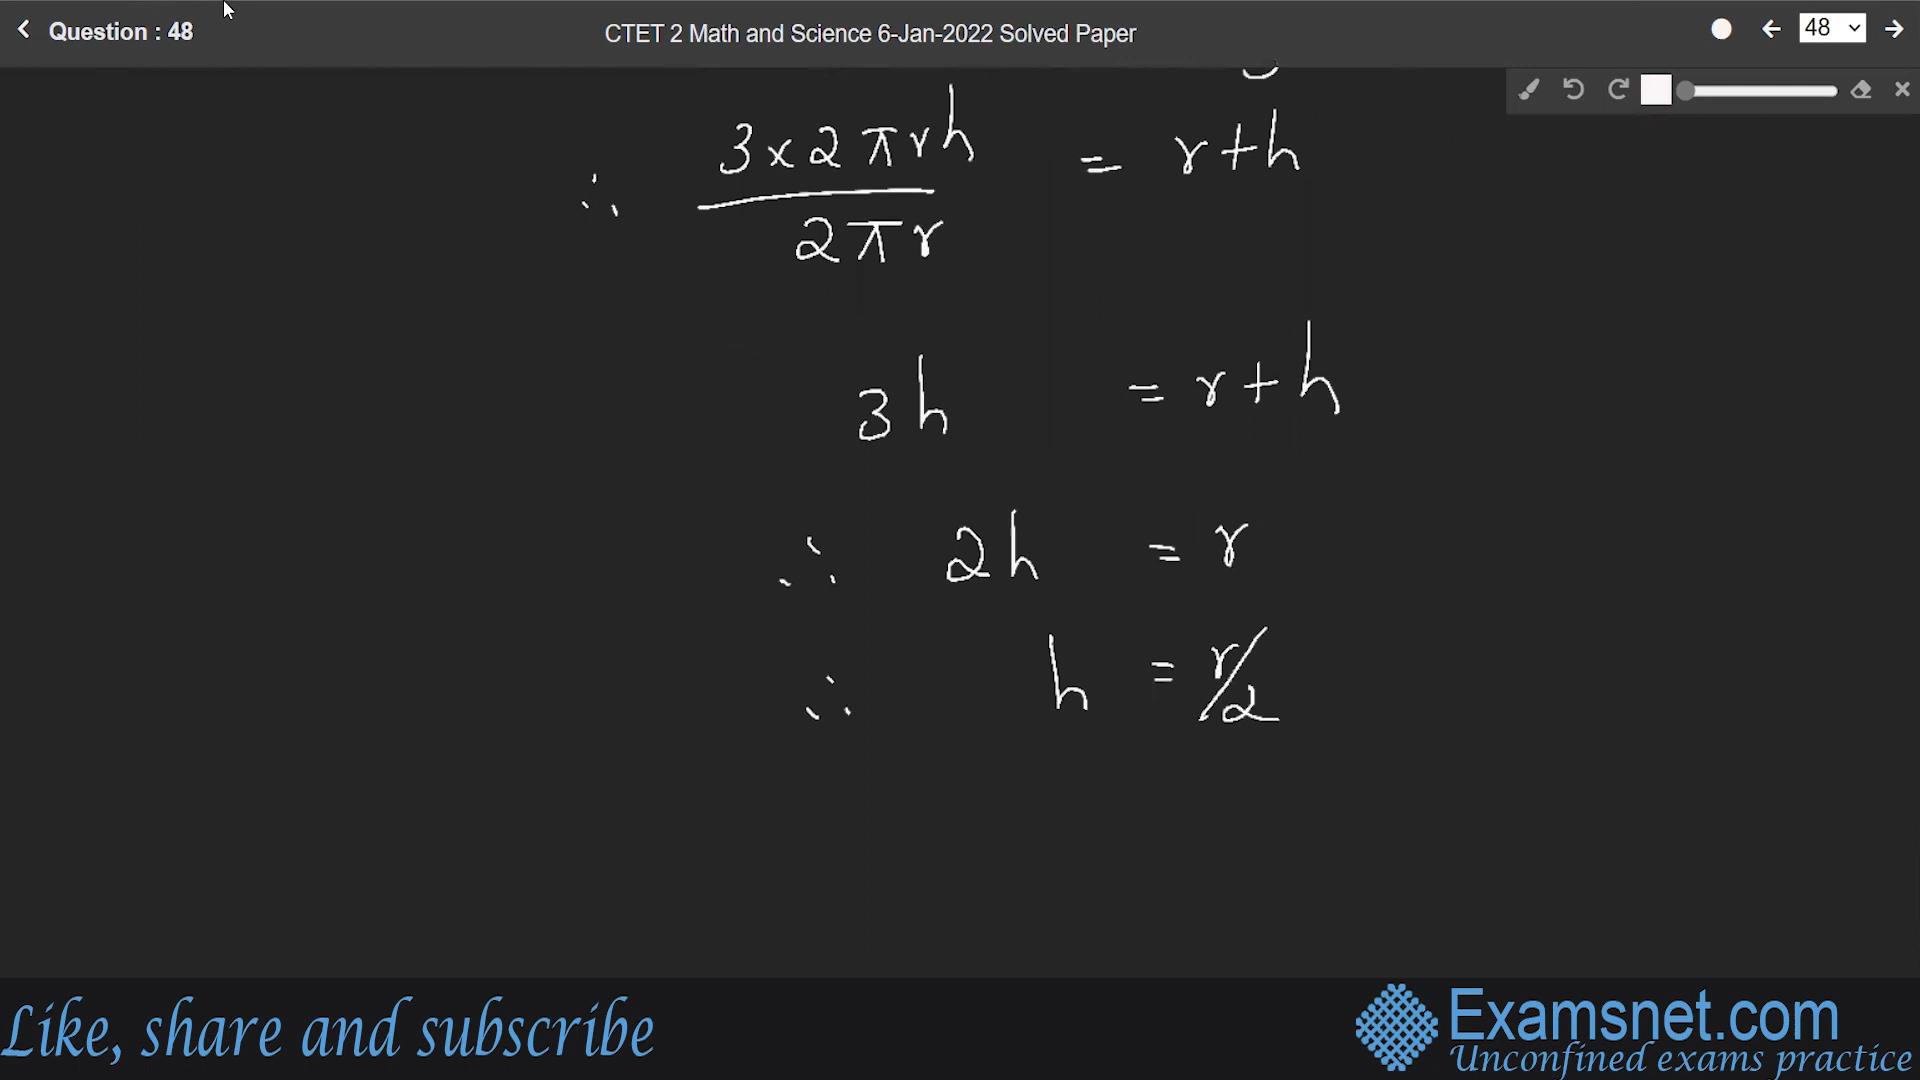 Question : 48
CTET 2 Math and Science 6-Jan-2022 Solved Paper
48
∴ 3 × 2πrh / 2πr = r + h
3h = r + h
∴ 2h = r
∴ h = r/2
Like, share and subscribe
Examsnet.com
Unconfined exams practice